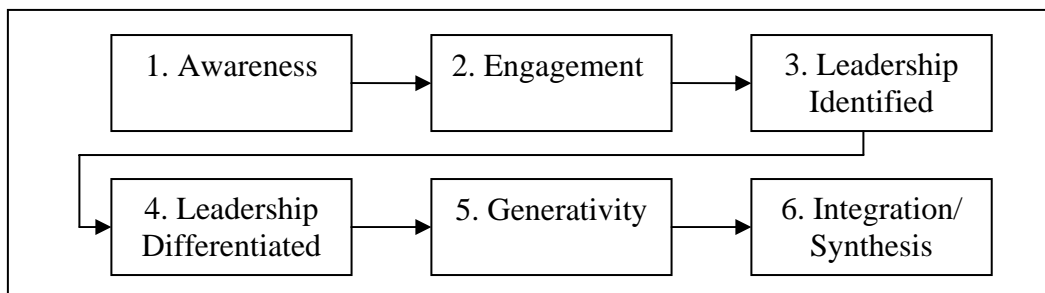 1. Awareness
2. Engagement
3. Leadership
Identified
4. Leadership
Differentiated
5. Generativity
6. Integration/
Synthesis